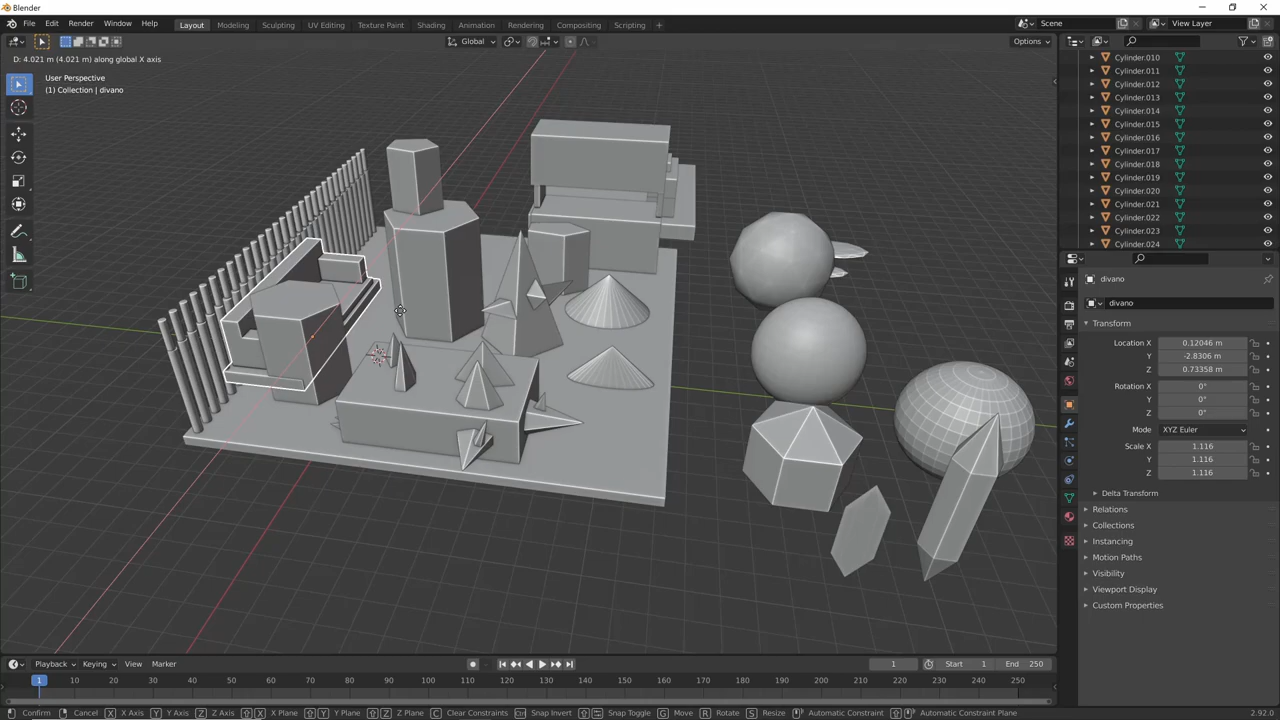 Blender
File Edit Render Window Help Layout Modeling Sculpting UV Editing Texture Paint Shading Animation Rendering Compositing Scripting + Scene View Layer
Global Options
D: 4.021 m (4.021 m) along global X axis
User Perspective
(1) Collection | divano
Cylinder.010
Cylinder.011
Cylinder.012
Cylinder.013
Cylinder.014
Cylinder.015
Cylinder.016
Cylinder.017
Cylinder.018
Cylinder.019
Cylinder.020
Cylinder.021
Cylinder.022
Cylinder.023
Cylinder.024
divano
divano
Transform
Location X 0.12046 m
Y -2.8306 m
Z 0.73358 m
Rotation X 0°
Y 0°
Z 0°
Mode XYZ Euler
Scale X 1.116
Y 1.116
Z 1.116
Delta Transform
Relations
Collections
Instancing
Motion Paths
Visibility
Viewport Display
Custom Properties
Playback Keying View Marker 1 Start 1 End 250
1 10 20 30 40 50 60 70 80 90 100 110 120 130 140 150 160 170 180 190 200 210 220 230 240 250
Confirm Cancel X X Axis Y Y Axis Z Z Axis X X Plane Y Y Plane Z Z Plane C Clear Constraints Snap Invert Snap Toggle G Move R Rotate S Resize Automatic Constraint Automatic Constraint Plane 2.92.0